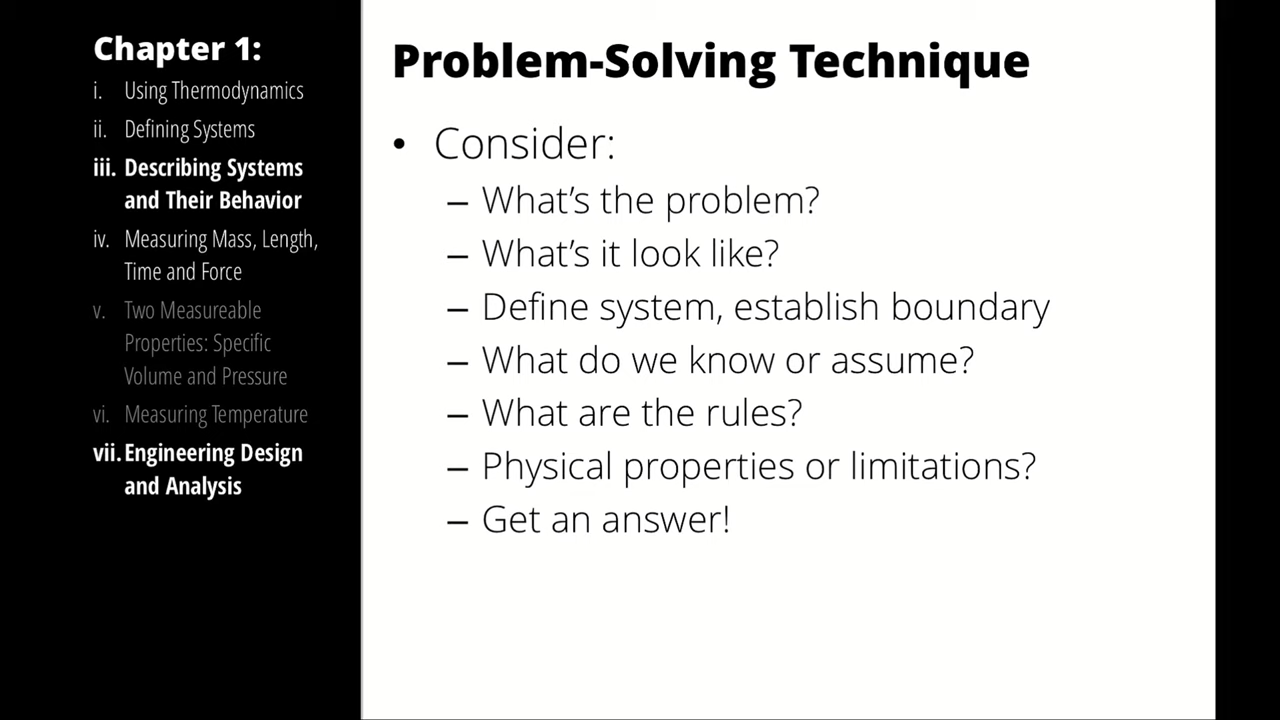 Chapter 1:
i. Using Thermodynamics
ii. Defining Systems
iii. Describing Systems
and Their Behavior
iv. Measuring Mass, Length,
Time and Force
v. Two Measureable
Properties: Specific
Volume and Pressure
vi. Measuring Temperature
vii. Engineering Design
and Analysis
Problem-Solving Technique
• Consider:
– What’s the problem?
– What’s it look like?
– Define system, establish boundary
– What do we know or assume?
– What are the rules?
– Physical properties or limitations?
– Get an answer!